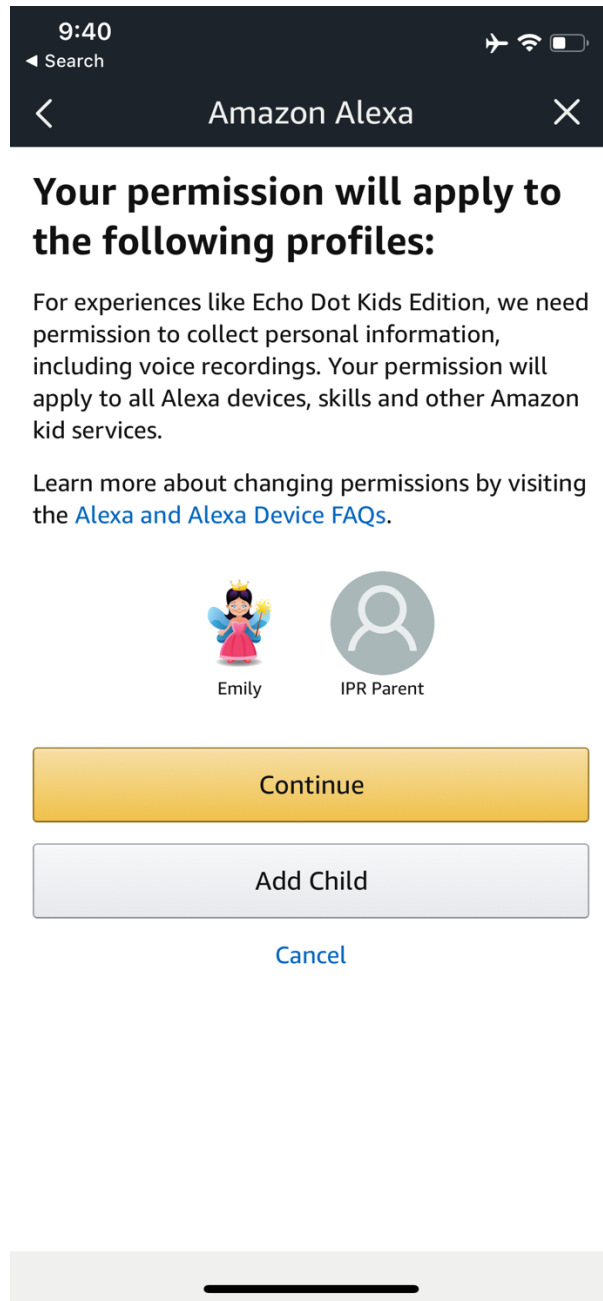 9:40
◀ Search
Amazon Alexa
Your permission will apply to
the following profiles:
For experiences like Echo Dot Kids Edition, we need
permission to collect personal information,
including voice recordings. Your permission will
apply to all Alexa devices, skills and other Amazon
kid services.
Learn more about changing permissions by visiting
the Alexa and Alexa Device FAQs.
Emily
IPR Parent
Continue
Add Child
Cancel